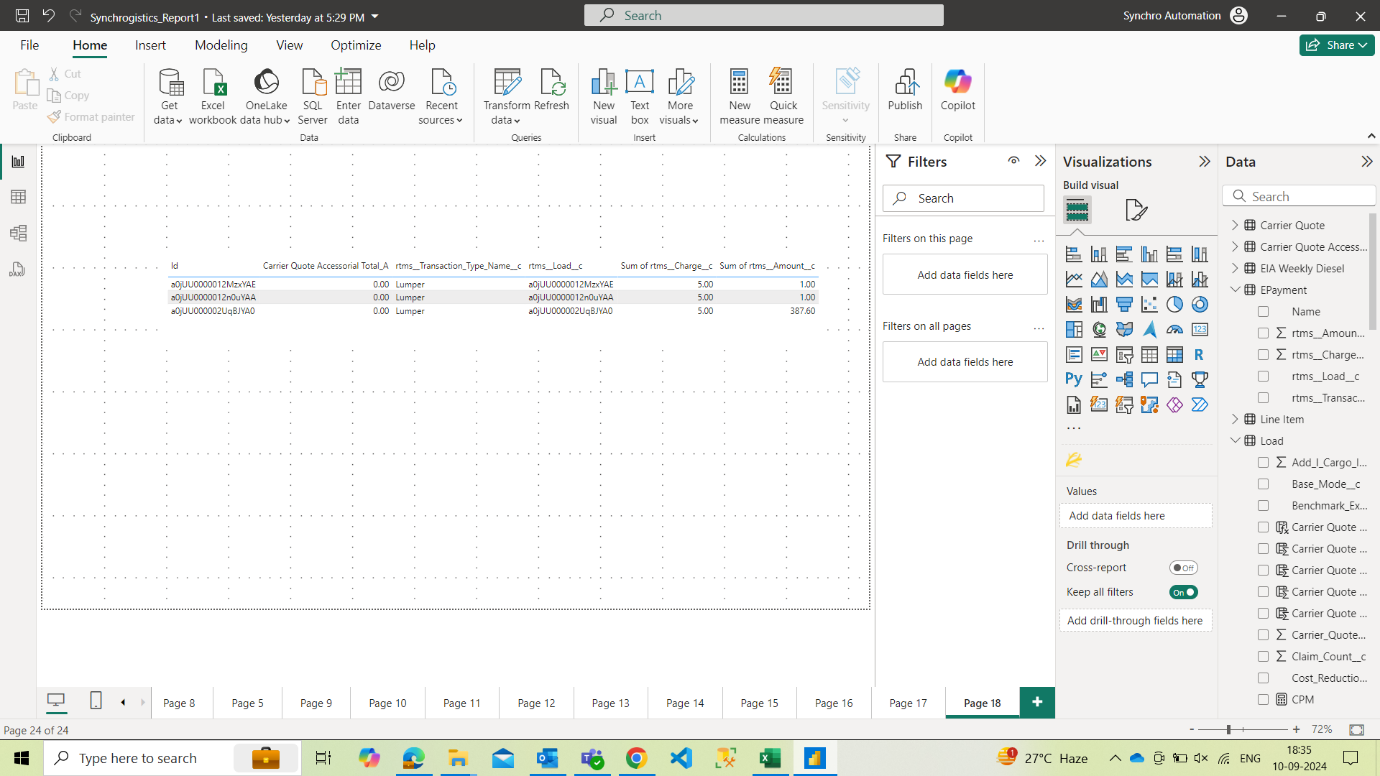 Synchrogistics_Report1 • Last saved: Yesterday at 5:29 PM
Search
Synchro Automation
File
Home
Insert
Modeling
View
Optimize
Help
Share
Paste
Cut
Copy
Format painter
Clipboard
Get data
Excel workbook
OneLake data hub
SQL Server
Enter data
Dataverse
Recent sources
Data
Transform data
Refresh
Queries
New visual
Text box
More visuals
Insert
New measure
Quick measure
Calculations
Sensitivity
Sensitivity
Publish
Share
Copilot
Copilot
Id Carrier Quote Accessorial Total_A rtms__Transaction_Type_Name__c rtms__Load__c Sum of rtms__Charge__c Sum of rtms__Amount__c
a0jUU0000012MzxYAE 0.00 Lumper a0jUU0000012MzxYAE 5.00 1.00
a0jUU0000012n0uYAA 0.00 Lumper a0jUU0000012n0uYAA 5.00 1.00
a0jUU000002UqBJYA0 0.00 Lumper a0jUU000002UqBJYA0 5.00 387.60
Filters
Search
Filters on this page
...
Add data fields here
Filters on all pages
...
Add data fields here
Visualizations
Build visual
123
R
Py
...
Values
Add data fields here
Drill through
Cross-report Off
Keep all filters On
Add drill-through fields here
Data
Search
Carrier Quote
Carrier Quote Access...
EIA Weekly Diesel
EPayment
Name
rtms__Amoun...
rtms__Charge...
rtms__Load__c
rtms__Transac...
Line Item
Load
Add_l_Cargo_I...
Base_Mode__c
Benchmark_Ex...
Carrier Quote ...
Carrier Quote ...
Carrier Quote ...
Carrier Quote ...
Carrier Quote ...
Carrier_Quote...
Claim_Count__c
Cost_Reductio...
CPM
Page 8
Page 5
Page 9
Page 10
Page 11
Page 12
Page 13
Page 14
Page 15
Page 16
Page 17
Page 18
+
Page 24 of 24
- + 72%
Type here to search
27°C Haze
ENG
18:35
10-09-2024